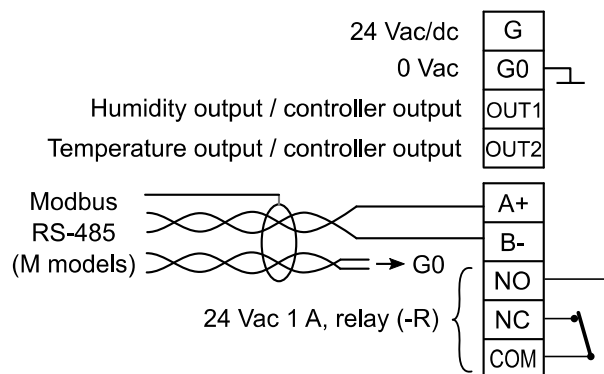 24 Vac/dc G
0 Vac G0
Humidity output / controller output OUT1
Temperature output / controller output OUT2
Modbus A+
RS-485 B-
(M models) → G0
NO
24 Vac 1 A, relay (-R) NC
COM